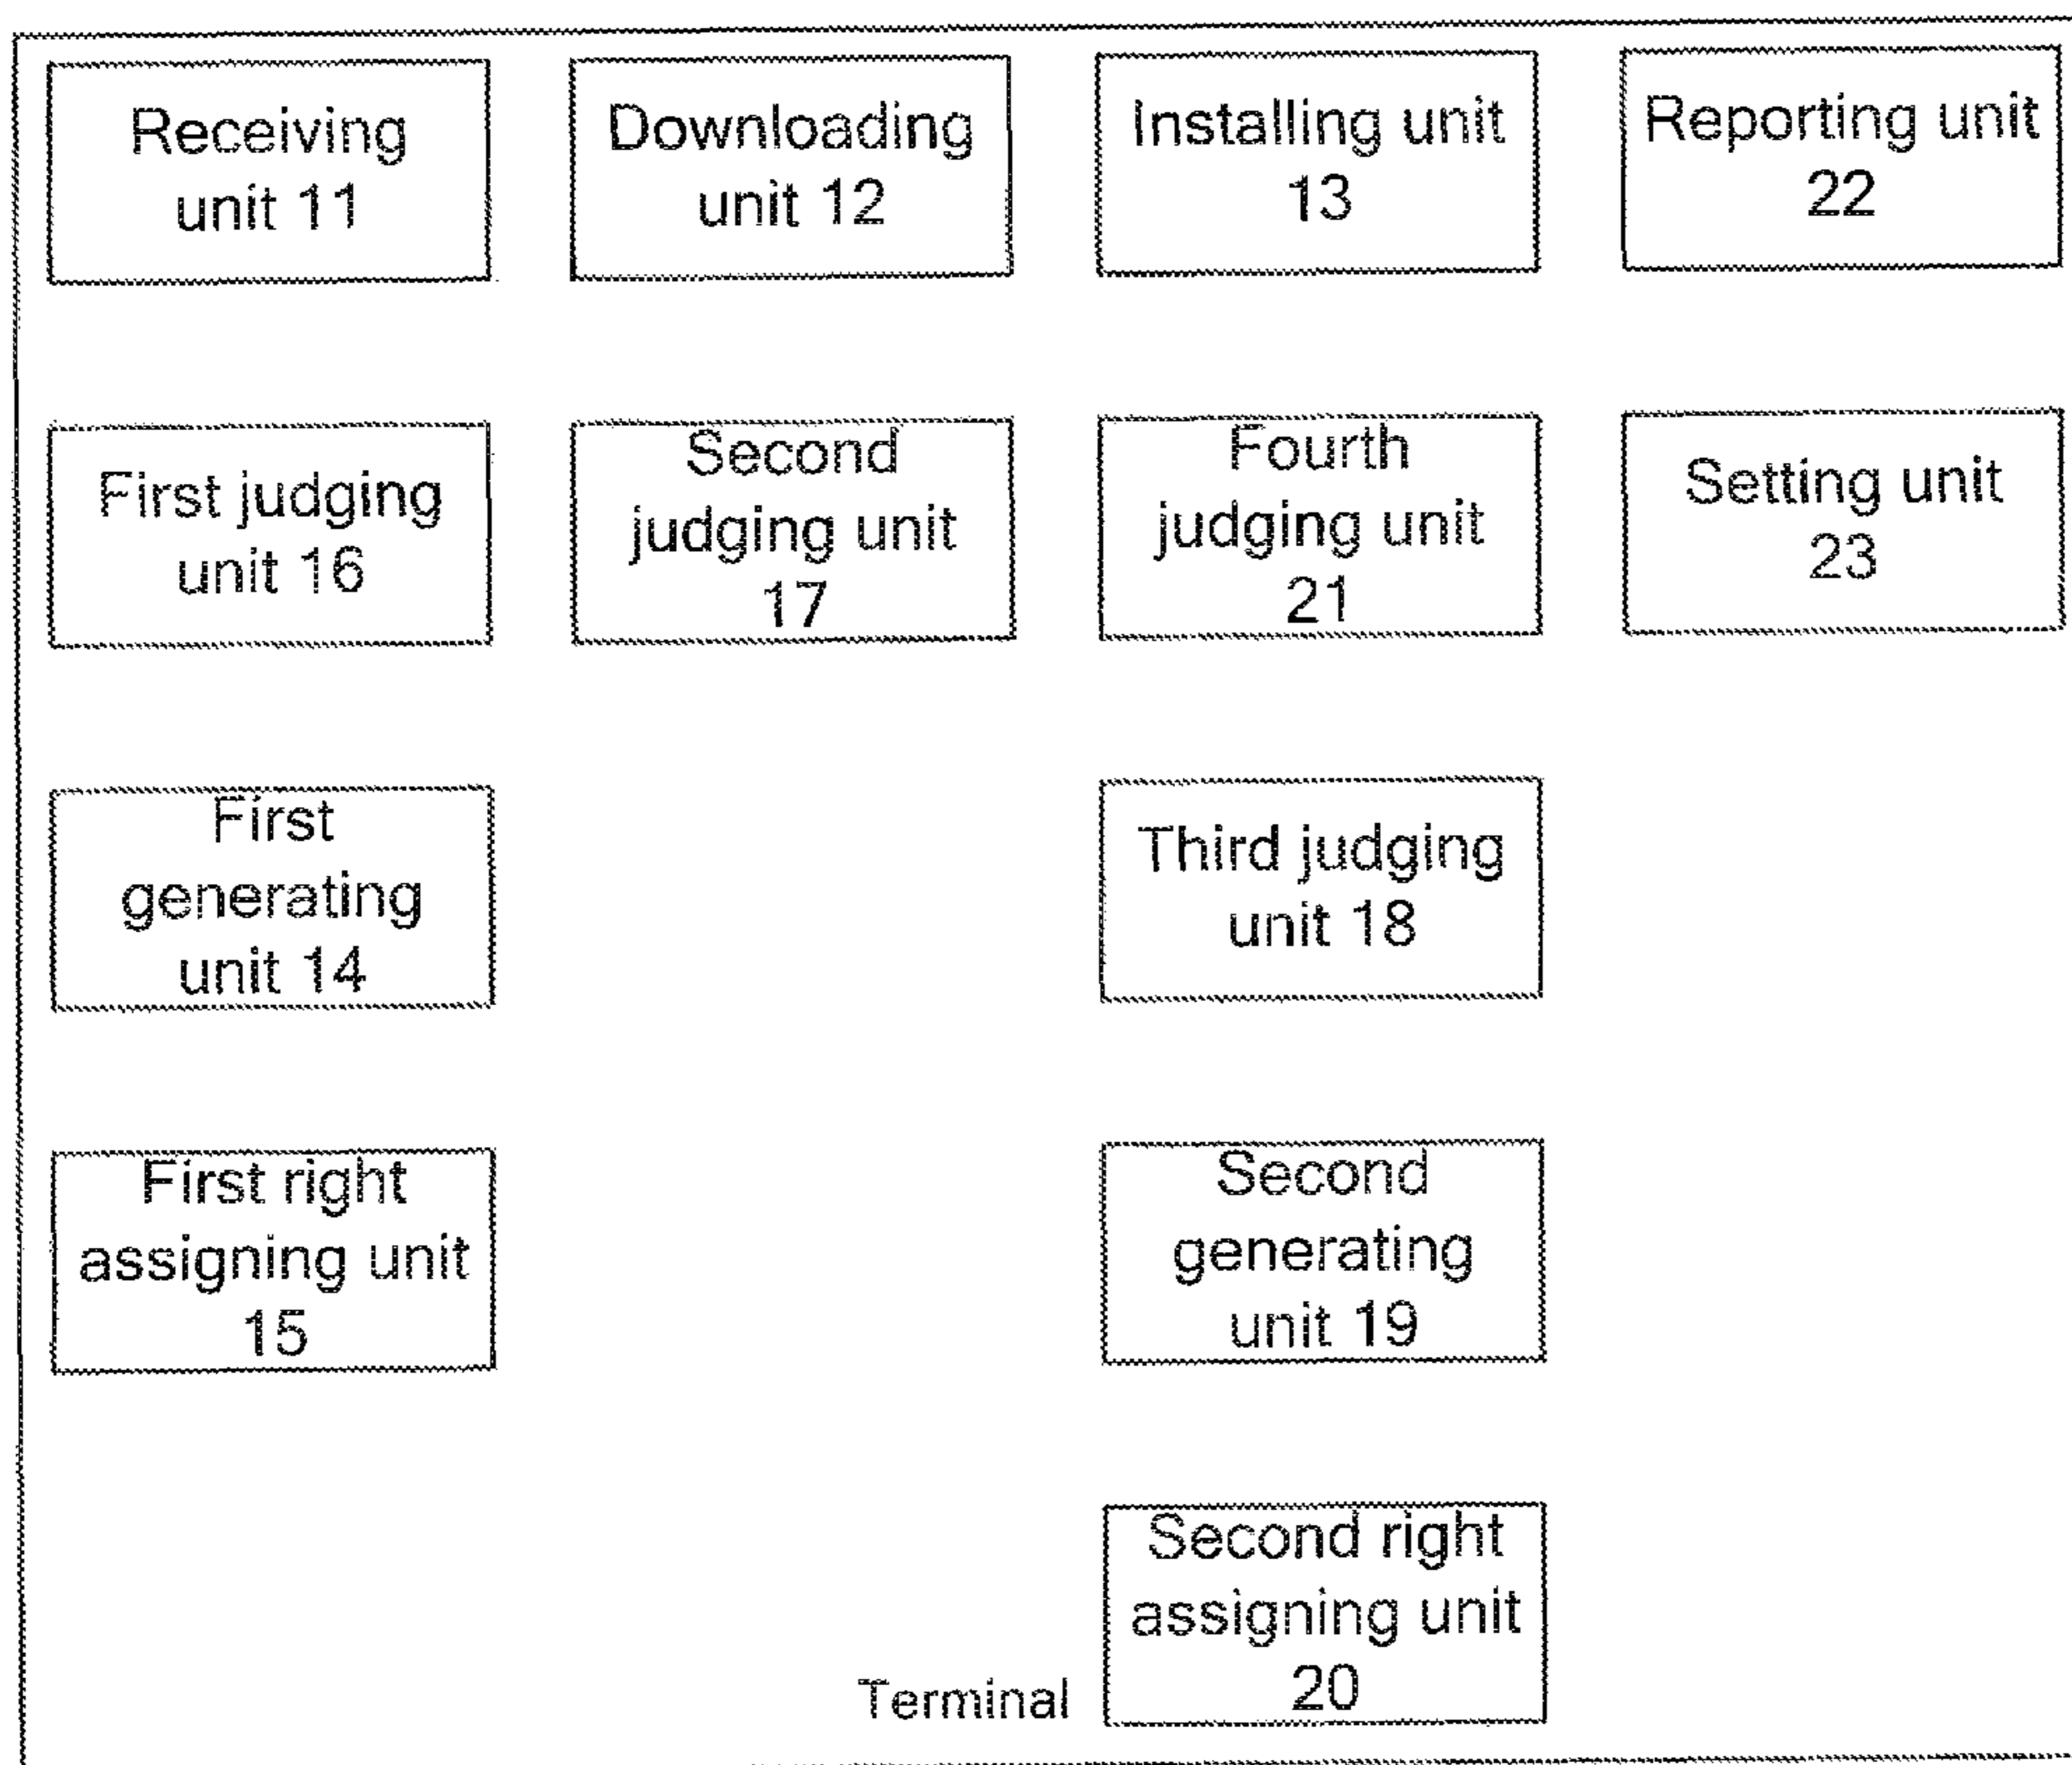 Receiving
unit 11
Downloading
unit 12
Installing unit
13
Reporting unit
22
First judging
unit 16
Second
judging unit
17
Fourth
judging unit
21
Setting unit
23
First
generating
unit 14
Third judging
unit 18
First right
assigning unit
15
Second
generating
unit 19
Second right
assigning unit
20
Terminal